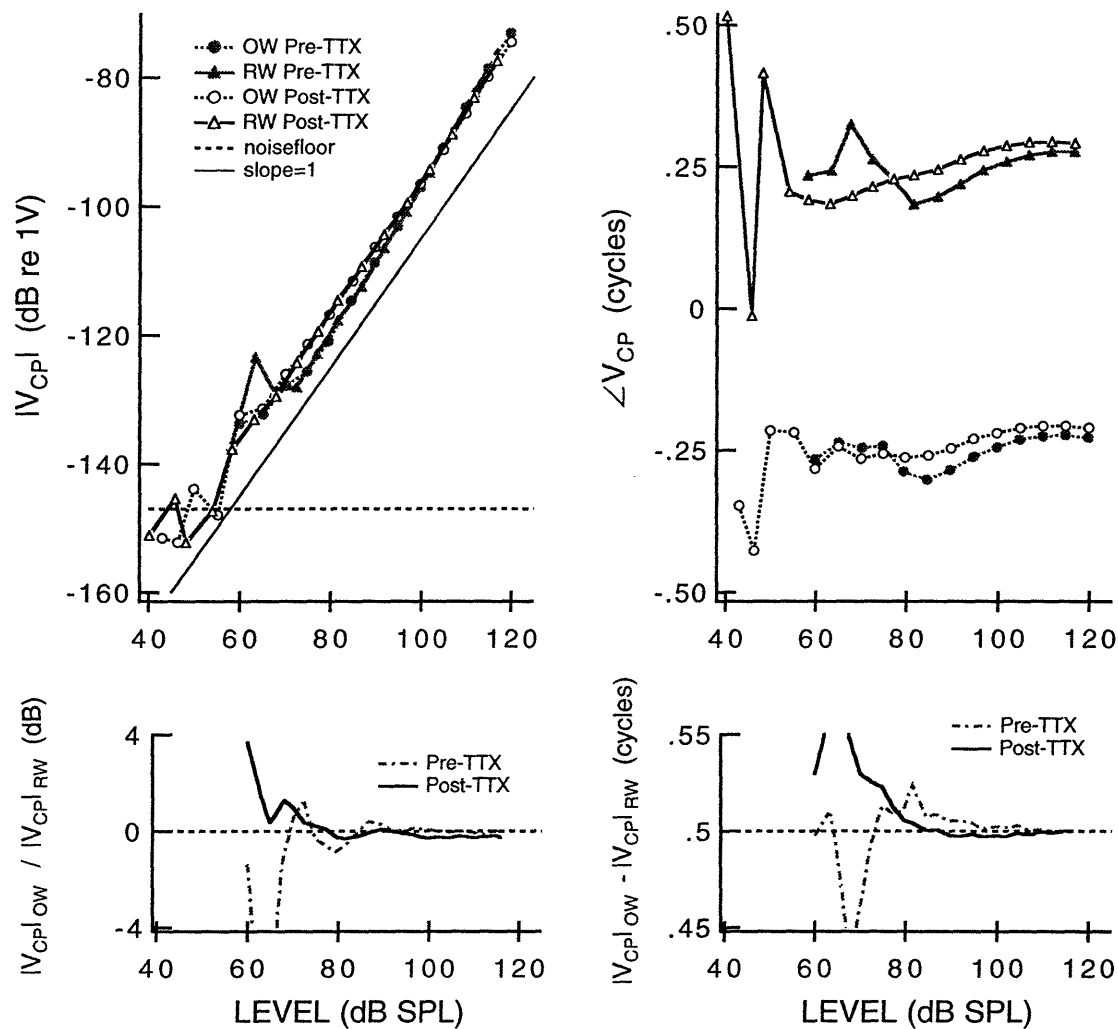 OW Pre-TTX
RW Pre-TTX
OW Post-TTX
RW Post-TTX
noisefloor
slope=1
|V_CP| (dB re 1V)
-80
-100
-120
-140
-160
40 60 80 100 120
∠V_CP (cycles)
.50
.25
0
-.25
-.50
40 60 80 100 120
|V_CP|_OW / |V_CP|_RW (dB)
4
0
-4
Pre-TTX
Post-TTX
40 60 80 100 120
LEVEL (dB SPL)
|V_CP|_OW - |V_CP|_RW (cycles)
.55
.5
.45
Pre-TTX
Post-TTX
40 60 80 100 120
LEVEL (dB SPL)